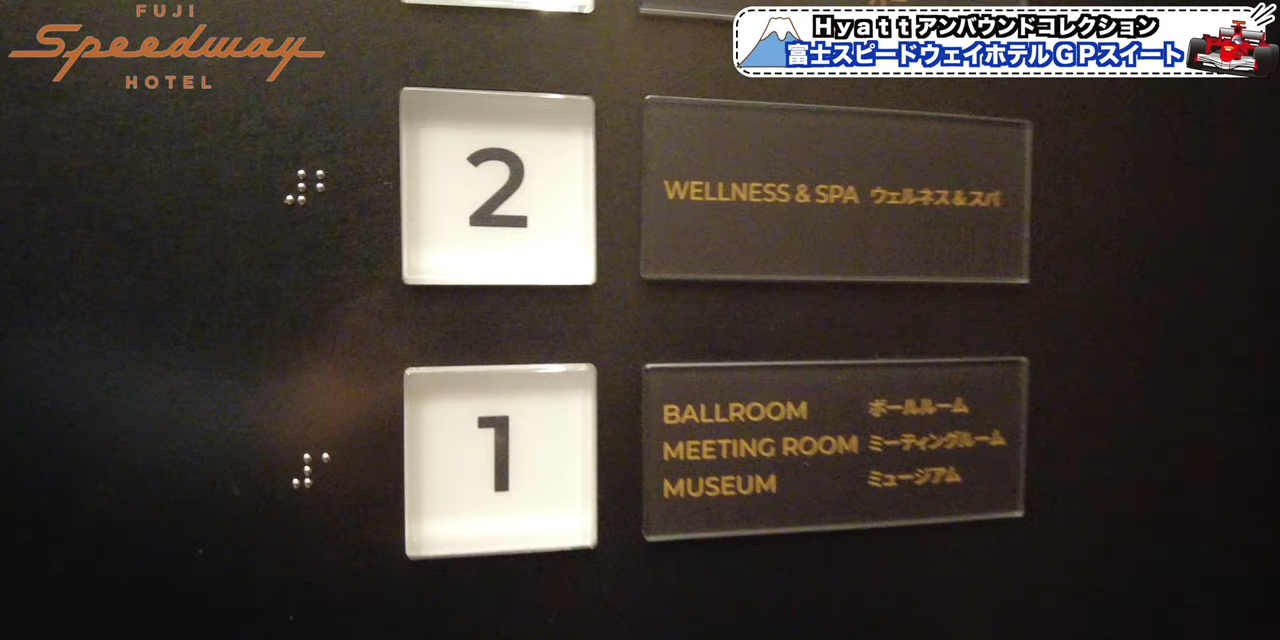 FUJI
Speedway
HOTEL
Hyattアンバウンドコレクション
富士スピードウェイホテルGPスイート
2
WELLNESS & SPA ウェルネス&スパ
1
BALLROOM ボールルーム
MEETING ROOM ミーティングルーム
MUSEUM ミュージアム